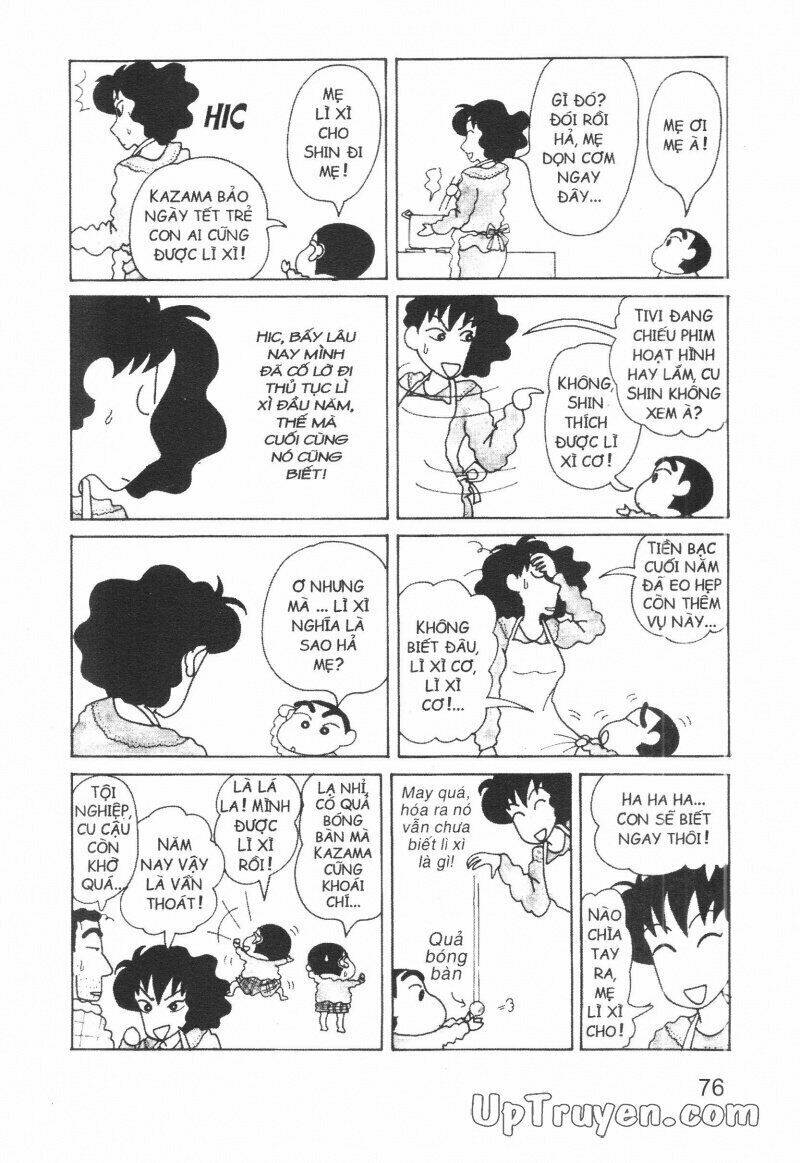 MẸ ƠI
MẸ À!
GÌ ĐÓ?
ĐÓI RỒI
HẢ, MẸ
DỌN CƠM
NGAY
ĐÂY...
MẸ
LÌ XÌ
CHO
SHIN ĐI
MẸ!
HIC
KAZAMA BẢO
NGÀY TẾT TRẺ
CON AI CŨNG
ĐƯỢC LÌ XÌ!
TIVI ĐANG
CHIẾU PHIM
HOẠT HÌNH
HAY LẮM, CU
SHIN KHÔNG
XEM À?
KHÔNG,
SHIN
THÍCH
ĐƯỢC LÌ
XÌ CƠ!
HIC, BẤY LÂU
NAY MÌNH
ĐÃ CỐ LỜ ĐI
THỦ TỤC LÌ
XÌ ĐẦU NĂM,
THẾ MÀ
CUỐI CÙNG
NÓ CŨNG
BIẾT!
TIỀN BẠC
CUỐI NĂM
ĐÃ EO HẸP
CÒN THÊM
VỤ NÀY...
KHÔNG
BIẾT ĐÂU,
LÌ XÌ CƠ,
LÌ XÌ
CƠ!...
Ơ NHƯNG
MÀ ... LÌ XÌ
NGHĨA LÀ
SAO HẢ
MẸ?
HA HA HA...
CON SẼ BIẾT
NGAY THÔI!
NÀO
CHÌA
TAY
RA,
MẸ
LÌ XÌ
CHO!
May quá,
hóa ra nó
vẫn chưa
biết lì xì
là gì!
Quả
bóng
bàn
LẠ NHỈ,
CÓ QUẢ
BÓNG
BÀN MÀ
KAZAMA
CŨNG
KHOÁI
CHÍ...
LÀ LÁ
LA! MÌNH
ĐƯỢC
LÌ XÌ
RỒI!
NĂM
NAY VẬY
LÀ VẪN
THOÁT!
TỘI
NGHIỆP,
CU CẬU
CÒN
KHỜ
QUÁ...
76
UpTruyen.com